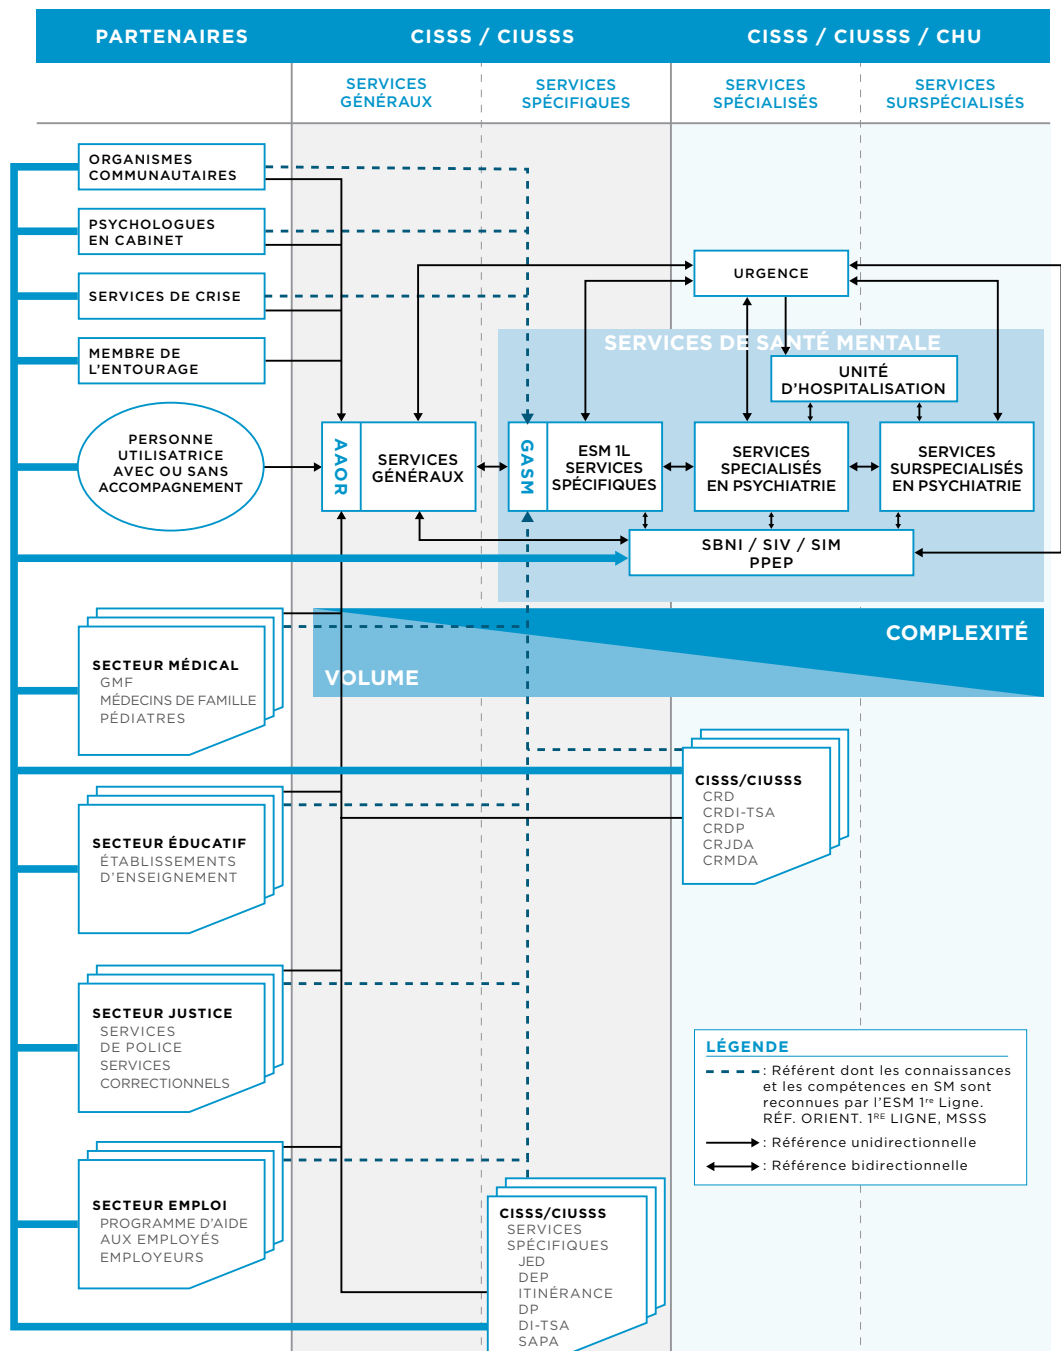 PARTENAIRES
CISSS / CIUSSS
CISSS / CIUSSS / CHU
SERVICES
GÉNÉRAUX
SERVICES
SPÉCIFIQUES
SERVICES
SPÉCIALISÉS
SERVICES
SURSPÉCIALISÉS
ORGANISMES
COMMUNAUTAIRES
PSYCHOLOGUES
EN CABINET
SERVICES DE CRISE
MEMBRE DE
L'ENTOURAGE
PERSONNE
UTILISATRICE
AVEC OU SANS
ACCOMPAGNEMENT
URGENCE
SERVICES DE SANTÉ MENTALE
UNITÉ
D'HOSPITALISATION
AAOR
SERVICES
GÉNÉRAUX
GASM
ESM 1L
SERVICES
SPÉCIFIQUES
SERVICES
SPECIALISÉS
EN PSYCHIATRIE
SERVICES
SURSPECIALISÉS
EN PSYCHIATRIE
SBNI / SIV / SIM
PPEP
COMPLEXITÉ
VOLUME
SECTEUR MÉDICAL
GMF
MÉDECINS DE FAMILLE
PÉDIATRES
CISSS/CIUSSS
CRD
CRDI-TSA
CRDP
CRJDA
CRMDA
SECTEUR ÉDUCATIF
ÉTABLISSEMENTS
D'ENSEIGNEMENT
SECTEUR JUSTICE
SERVICES
DE POLICE
SERVICES
CORRECTIONNELS
SECTEUR EMPLOI
PROGRAMME D'AIDE
AUX EMPLOYÉS
EMPLOYEURS
CISSS/CIUSSS
SERVICES
SPÉCIFIQUES
JED
DEP
ITINÉRANCE
DP
DI-TSA
SAPA
LÉGENDE
: Référent dont les connaissances
et les compétences en SM sont
reconnues par l'ESM 1re Ligne.
RÉF. ORIENT. 1RE LIGNE, MSSS
: Référence unidirectionnelle
: Référence bidirectionnelle